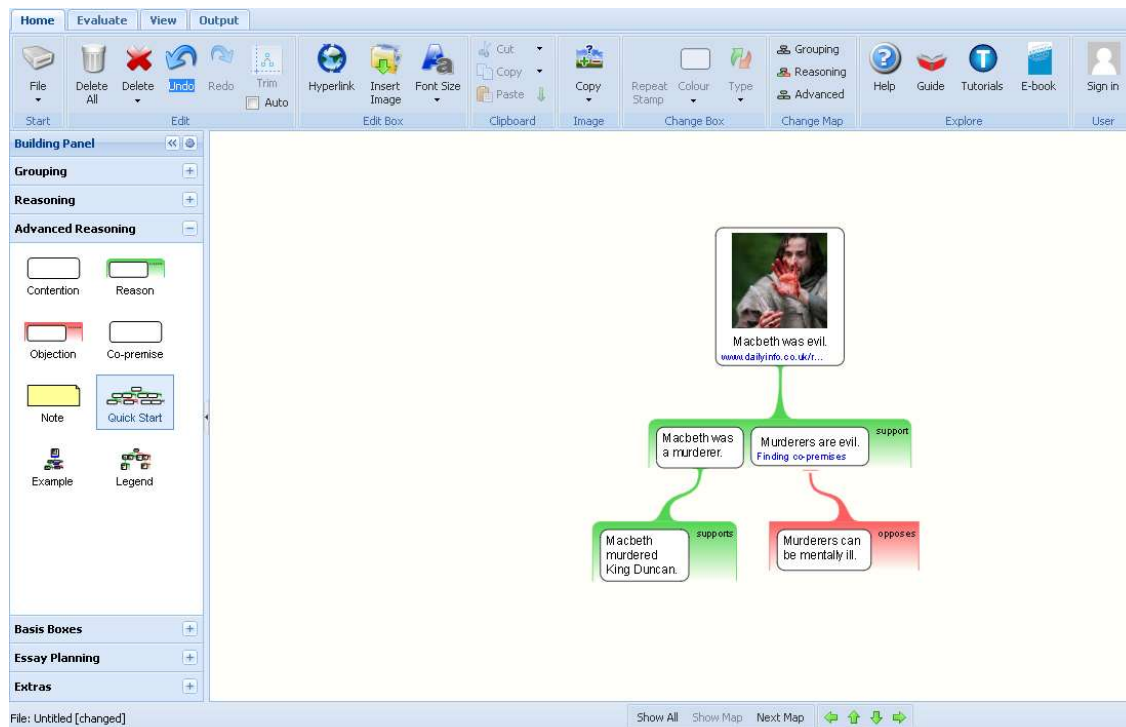 Home Evaluate View Output
File Delete All Delete Undo Redo Trim Auto Hyperlink Insert Image Font Size Cut Copy Paste Copy Repeat Stamp Colour Type Grouping Reasoning Advanced Help Guide Tutorials E-book Sign in
Start Edit Edit Box Clipboard Image Change Box Change Map Explore User
Building Panel
Grouping
Reasoning
Advanced Reasoning
Contention Reason
Objection Co-premise
Note Quick Start
Example Legend
Basis Boxes
Essay Planning
Extras
Macbeth was evil.
www.dailyinfo.co.uk/r...
Macbeth was
a murderer.
Murderers are evil.
Finding co-premises
support
Macbeth
murdered
King Duncan.
supports
Murderers can
be mentally ill.
opposes
File: Untitled [changed]
Show All Show Map Next Map